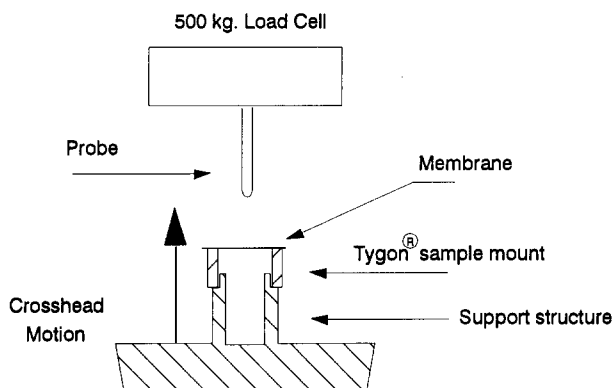 500 kg. Load Cell
Probe
Membrane
Tygon® sample mount
Crosshead
Motion
Support structure